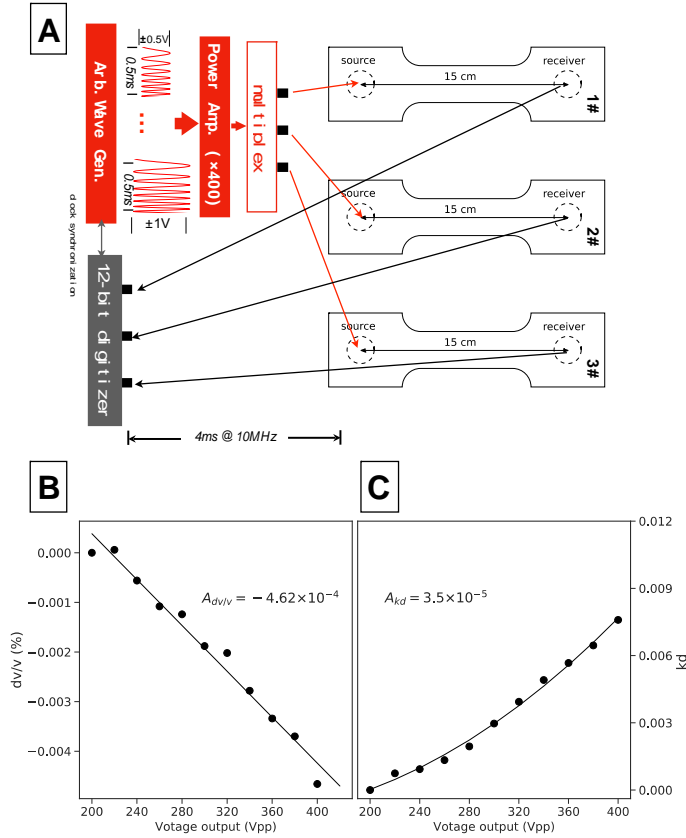 A
Arb. Wave Gen.
±0.5V
0.5ms
...
0.5ms
±1V
Power Amp. (×400)
multiplex
clock synchronization
12-bit digitizer
source
15 cm
receiver
1#
15 cm
2#
source
15 cm
receiver
3#
4ms @ 10MHz
B
0.000
−0.001
−0.002
−0.003
−0.004
dv/v (%)
A_dv/v = −4.62×10⁻⁴
200 240 280 320 360 400
Votage output (Vpp)
C
A_kd = 3.5×10⁻⁵
0.012
0.009
0.006
0.003
0.000
kd
200 240 280 320 360 400
Votage output (Vpp)